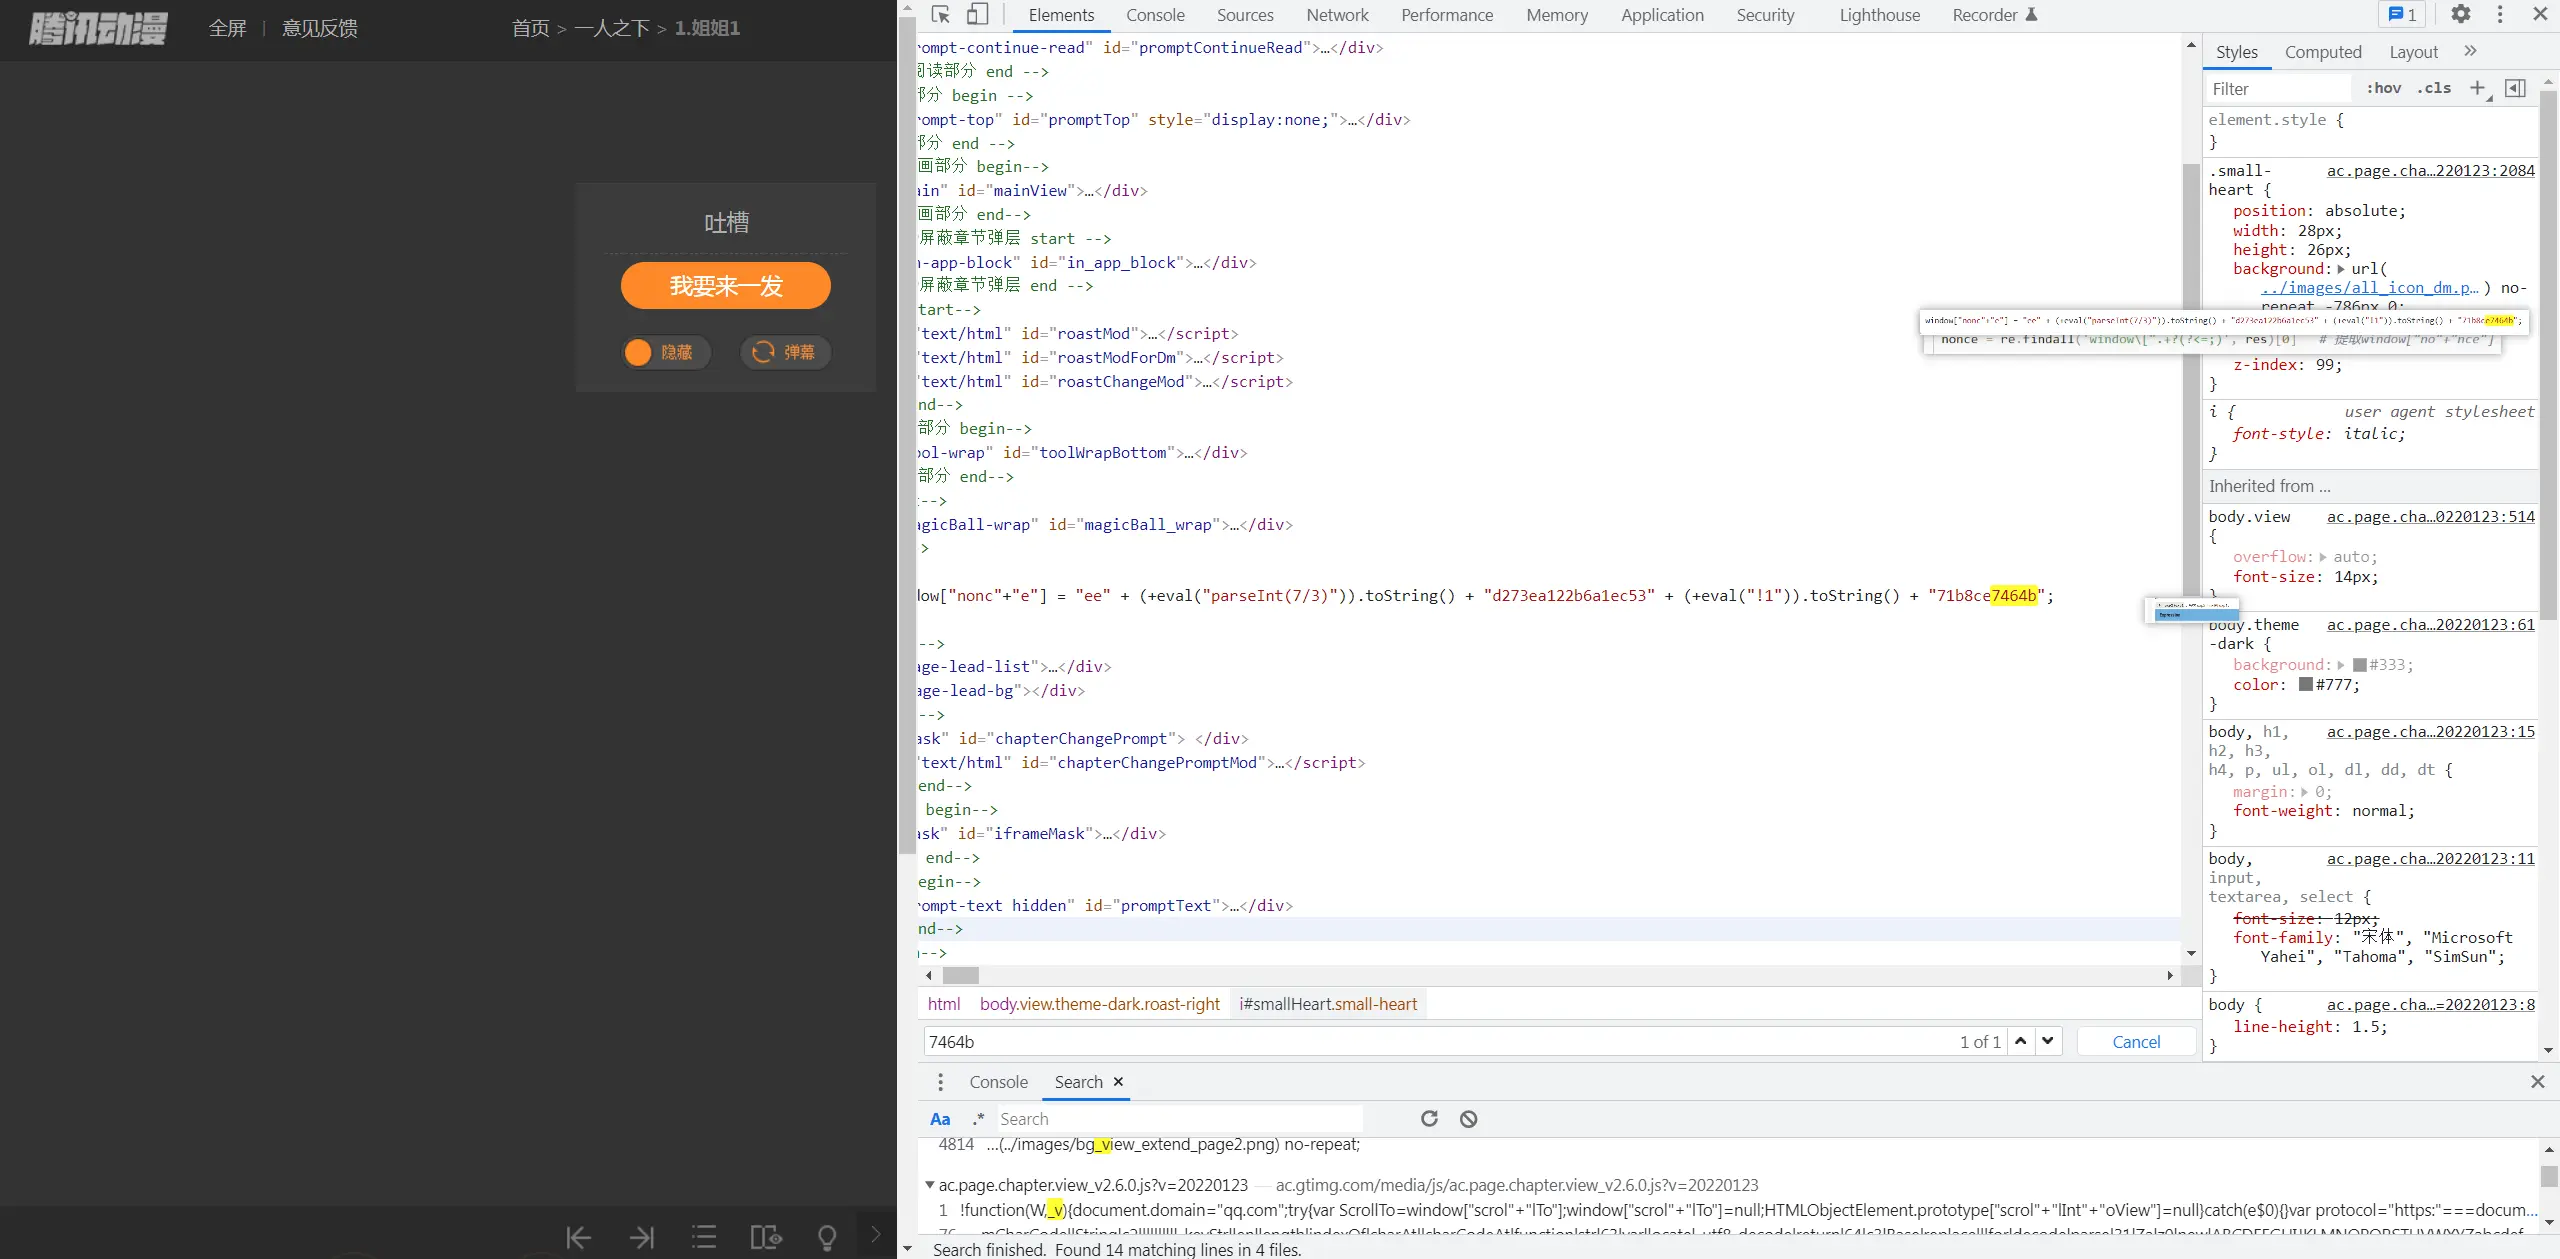 腾讯动漫
全屏
意见反馈
首页 > 一人之下 > 1.姐姐1
吐槽
我要来一发
隐藏
弹幕
Elements
Console
Sources
Network
Performance
Memory
Application
Security
Lighthouse
Recorder
1
rompt-continue-read" id="promptContinueRead">…</div>
阅读部分 end -->
部分 begin -->
rompt-top" id="promptTop" style="display:none;">…</div>
部分 end -->
画部分 begin-->
ain" id="mainView">…</div>
画部分 end-->
屏蔽章节弹层 start -->
n-app-block" id="in_app_block">…</div>
屏蔽章节弹层 end -->
tart-->
"text/html" id="roastMod">…</script>
"text/html" id="roastModForDm">…</script>
"text/html" id="roastChangeMod">…</script>
nd-->
部分 begin-->
ool-wrap" id="toolWrapBottom">…</div>
部分 end-->
-->
agicBall-wrap" id="magicBall_wrap">…</div>
>
dow["nonc"+"e"] = "ee" + (+eval("parseInt(7/3)")).toString() + "d273ea122b6a1ec53" + (+eval("!1")).toString() + "71b8ce7464b";
-->
age-lead-list">…</div>
age-lead-bg"></div>
-->
ask" id="chapterChangePrompt"> </div>
"text/html" id="chapterChangePromptMod">…</script>
end-->
begin-->
ask" id="iframeMask">…</div>
end-->
egin-->
rompt-text hidden" id="promptText">…</div>
nd-->
-->
html
body.view.theme-dark.roast-right
i#smallHeart.small-heart
7464b
1 of 1
Cancel
Styles
Computed
Layout
Filter
:hov
.cls
element.style {
}
.small-heart {
ac.page.cha…220123:2084
position: absolute;
width: 28px;
height: 26px;
background: url(
../images/all_icon_dm.p… ) no-
repeat -786px 0;
window["nonc"+"e"] = "ee" + (+eval("parseInt(7/3)")).toString() + "d273ea122b6a1ec53" + (+eval("!1")).toString() + "71b8ce7464b";
nonce = re.findall('window\[".+?(?<=;)', res)[0] # 提取window["no"+"nce"]
z-index: 99;
}
i {
user agent stylesheet
font-style: italic;
}
Inherited from ...
body.view
ac.page.cha…0220123:514
{
overflow: auto;
font-size: 14px;
}
body.theme
-dark {
ac.page.cha…20220123:61
background: #333;
color: #777;
}
body, h1,
ac.page.cha…20220123:15
h2, h3,
h4, p, ul, ol, dl, dd, dt {
margin: 0;
font-weight: normal;
}
body,
ac.page.cha…20220123:11
input,
textarea, select {
font-size: 12px;
font-family: "宋体", "Microsoft
Yahei", "Tahoma", "SimSun";
}
body {
ac.page.cha…=20220123:8
line-height: 1.5;
}
Console
Search
Aa
.*
Search
4814 …(../images/bg_view_extend_page2.png) no-repeat;
ac.page.chapter.view_v2.6.0.js?v=20220123 — ac.gtimg.com/media/js/ac.page.chapter.view_v2.6.0.js?v=20220123
1 !function(W,_v){document.domain="qq.com";try{var ScrollTo=window["scrol"+"lTo"];window["scrol"+"lTo"]=null;HTMLObjectElement.prototype["scrol"+"lInt"+"oView"]=null}catch(e$0){}var protocol="https:"===docum…
Search finished. Found 14 matching lines in 4 files.